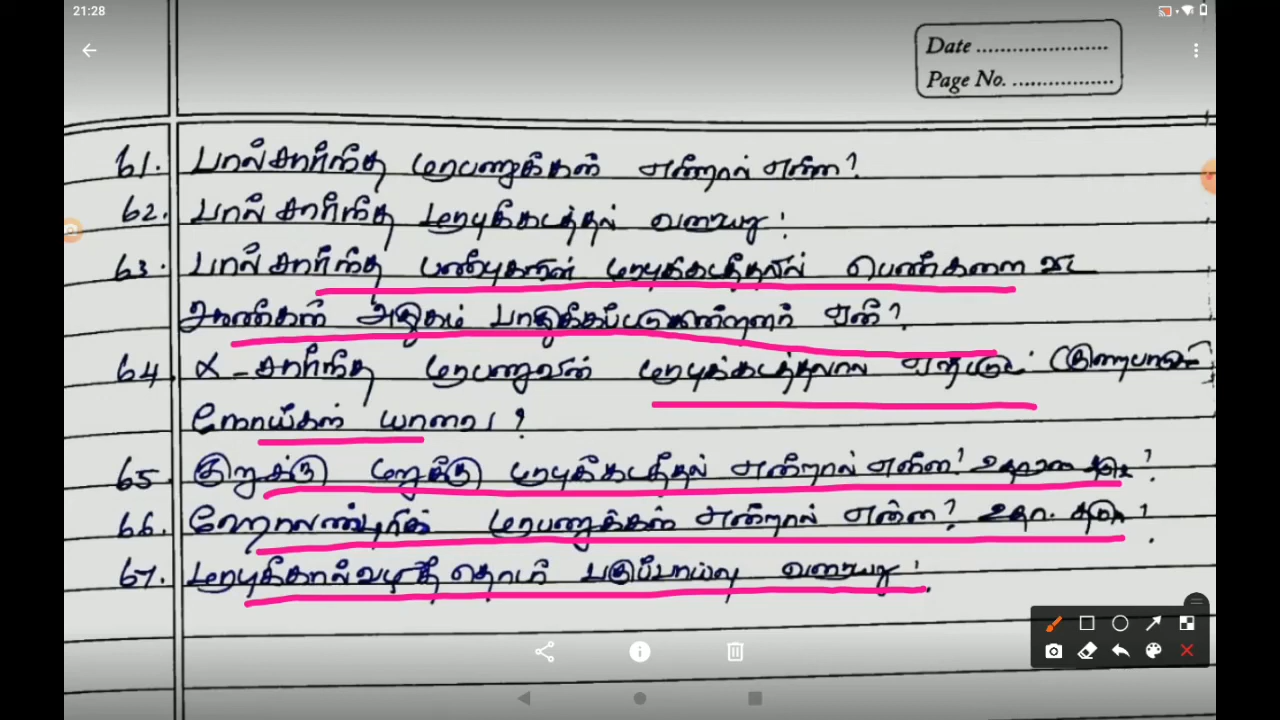 21:28
Date ......................
Page No. .................
61. பால்சார்ந்த மரபணுக்கள் என்றால் என்ன?
62. பால் சார்ந்த மரபுக்கடத்தல் வரையறு!
63. பால் சார்ந்த பண்புகளின் மரபுக்கடத்தலில் பெண்களை விட
ஆண்கள் அதிகம் பாதிக்கப்படுகின்றனர் ஏன்?
64. X-சார்ந்த மரபணுவின் மரபுக்கடத்தலால் ஏற்படும் குறைபாட்டு
நோய்கள் யாவை?
65. குறுக்கு மறுக்கு மரபுக்கடத்தல் என்றால் என்ன? உதாரணம் தருக?
66. ஹோலண்ட்ரிக் மரபணுக்கள் என்றால் என்ன? உதா. தருக!
67. மரபுக்கால்வழித் தொடர் பகுப்பாய்வு வரையறு!